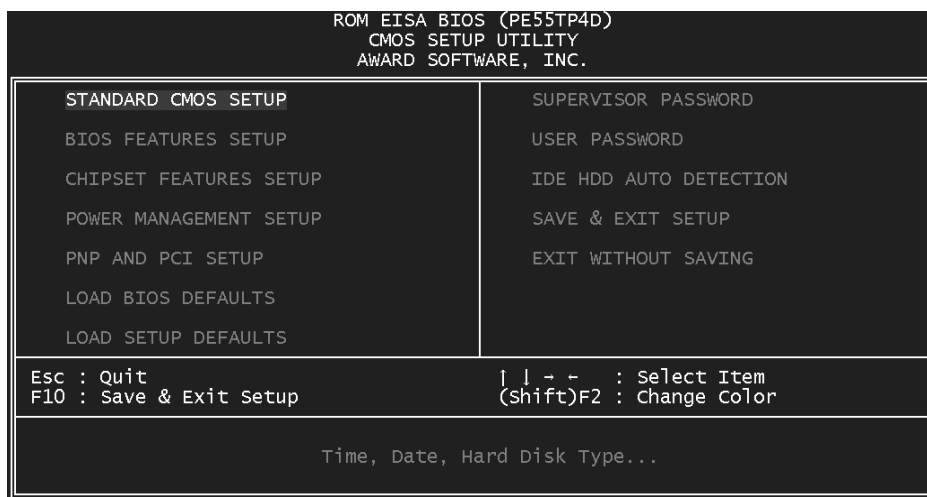 ROM EISA BIOS (PE55TP4D)
CMOS SETUP UTILITY
AWARD SOFTWARE, INC.
STANDARD CMOS SETUP
BIOS FEATURES SETUP
CHIPSET FEATURES SETUP
POWER MANAGEMENT SETUP
PNP AND PCI SETUP
LOAD BIOS DEFAULTS
LOAD SETUP DEFAULTS
SUPERVISOR PASSWORD
USER PASSWORD
IDE HDD AUTO DETECTION
SAVE & EXIT SETUP
EXIT WITHOUT SAVING
Esc : Quit
F10 : Save & Exit Setup
↑ ↓ → ← : Select Item
(Shift)F2 : Change Color
Time, Date, Hard Disk Type...